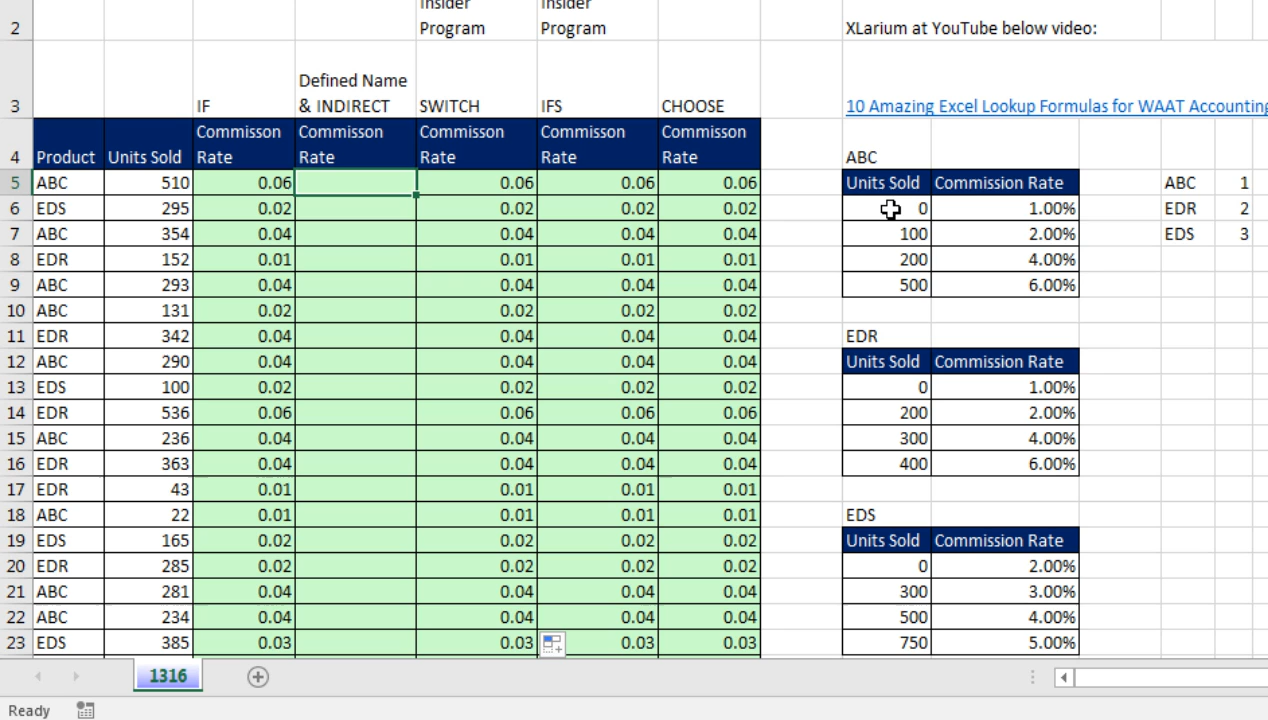 Insider Insider
2 Program Program XLarium at YouTube below video:
Defined Name
3 IF & INDIRECT SWITCH IFS CHOOSE 10 Amazing Excel Lookup Formulas for WAAT Accounting
Commisson Commisson Commisson Commisson Commisson
4 Product Units Sold Rate Rate Rate Rate Rate ABC
5 ABC 510 0.06 0.06 0.06 0.06 Units Sold Commission Rate ABC 1
6 EDS 295 0.02 0.02 0.02 0.02 0 1.00% EDR 2
7 ABC 354 0.04 0.04 0.04 0.04 100 2.00% EDS 3
8 EDR 152 0.01 0.01 0.01 0.01 200 4.00%
9 ABC 293 0.04 0.04 0.04 0.04 500 6.00%
10 ABC 131 0.02 0.02 0.02 0.02
11 EDR 342 0.04 0.04 0.04 0.04 EDR
12 ABC 290 0.04 0.04 0.04 0.04 Units Sold Commission Rate
13 EDS 100 0.02 0.02 0.02 0.02 0 1.00%
14 EDR 536 0.06 0.06 0.06 0.06 200 2.00%
15 ABC 236 0.04 0.04 0.04 0.04 300 4.00%
16 EDR 363 0.04 0.04 0.04 0.04 400 6.00%
17 EDR 43 0.01 0.01 0.01 0.01
18 ABC 22 0.01 0.01 0.01 0.01 EDS
19 EDS 165 0.02 0.02 0.02 0.02 Units Sold Commission Rate
20 EDR 285 0.02 0.02 0.02 0.02 0 2.00%
21 ABC 281 0.04 0.04 0.04 0.04 300 3.00%
22 ABC 234 0.04 0.04 0.04 0.04 500 4.00%
23 EDS 385 0.03 0.03 0.03 0.03 750 5.00%
1316
Ready